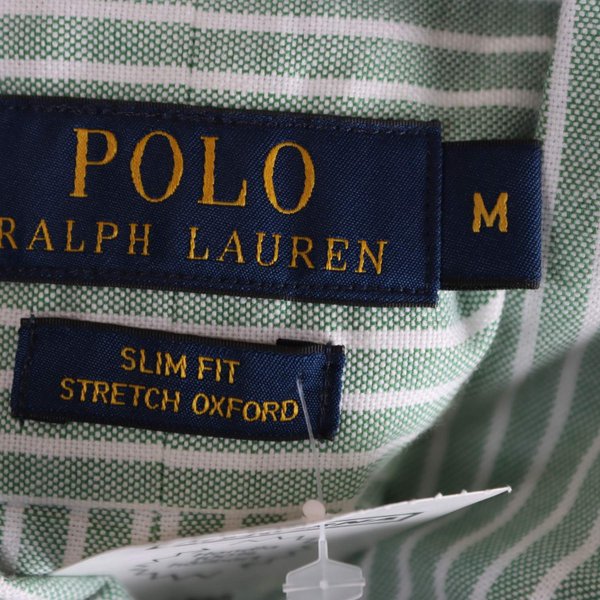 POLO
RALPH LAUREN
M
SLIM FIT
STRETCH OXFORD